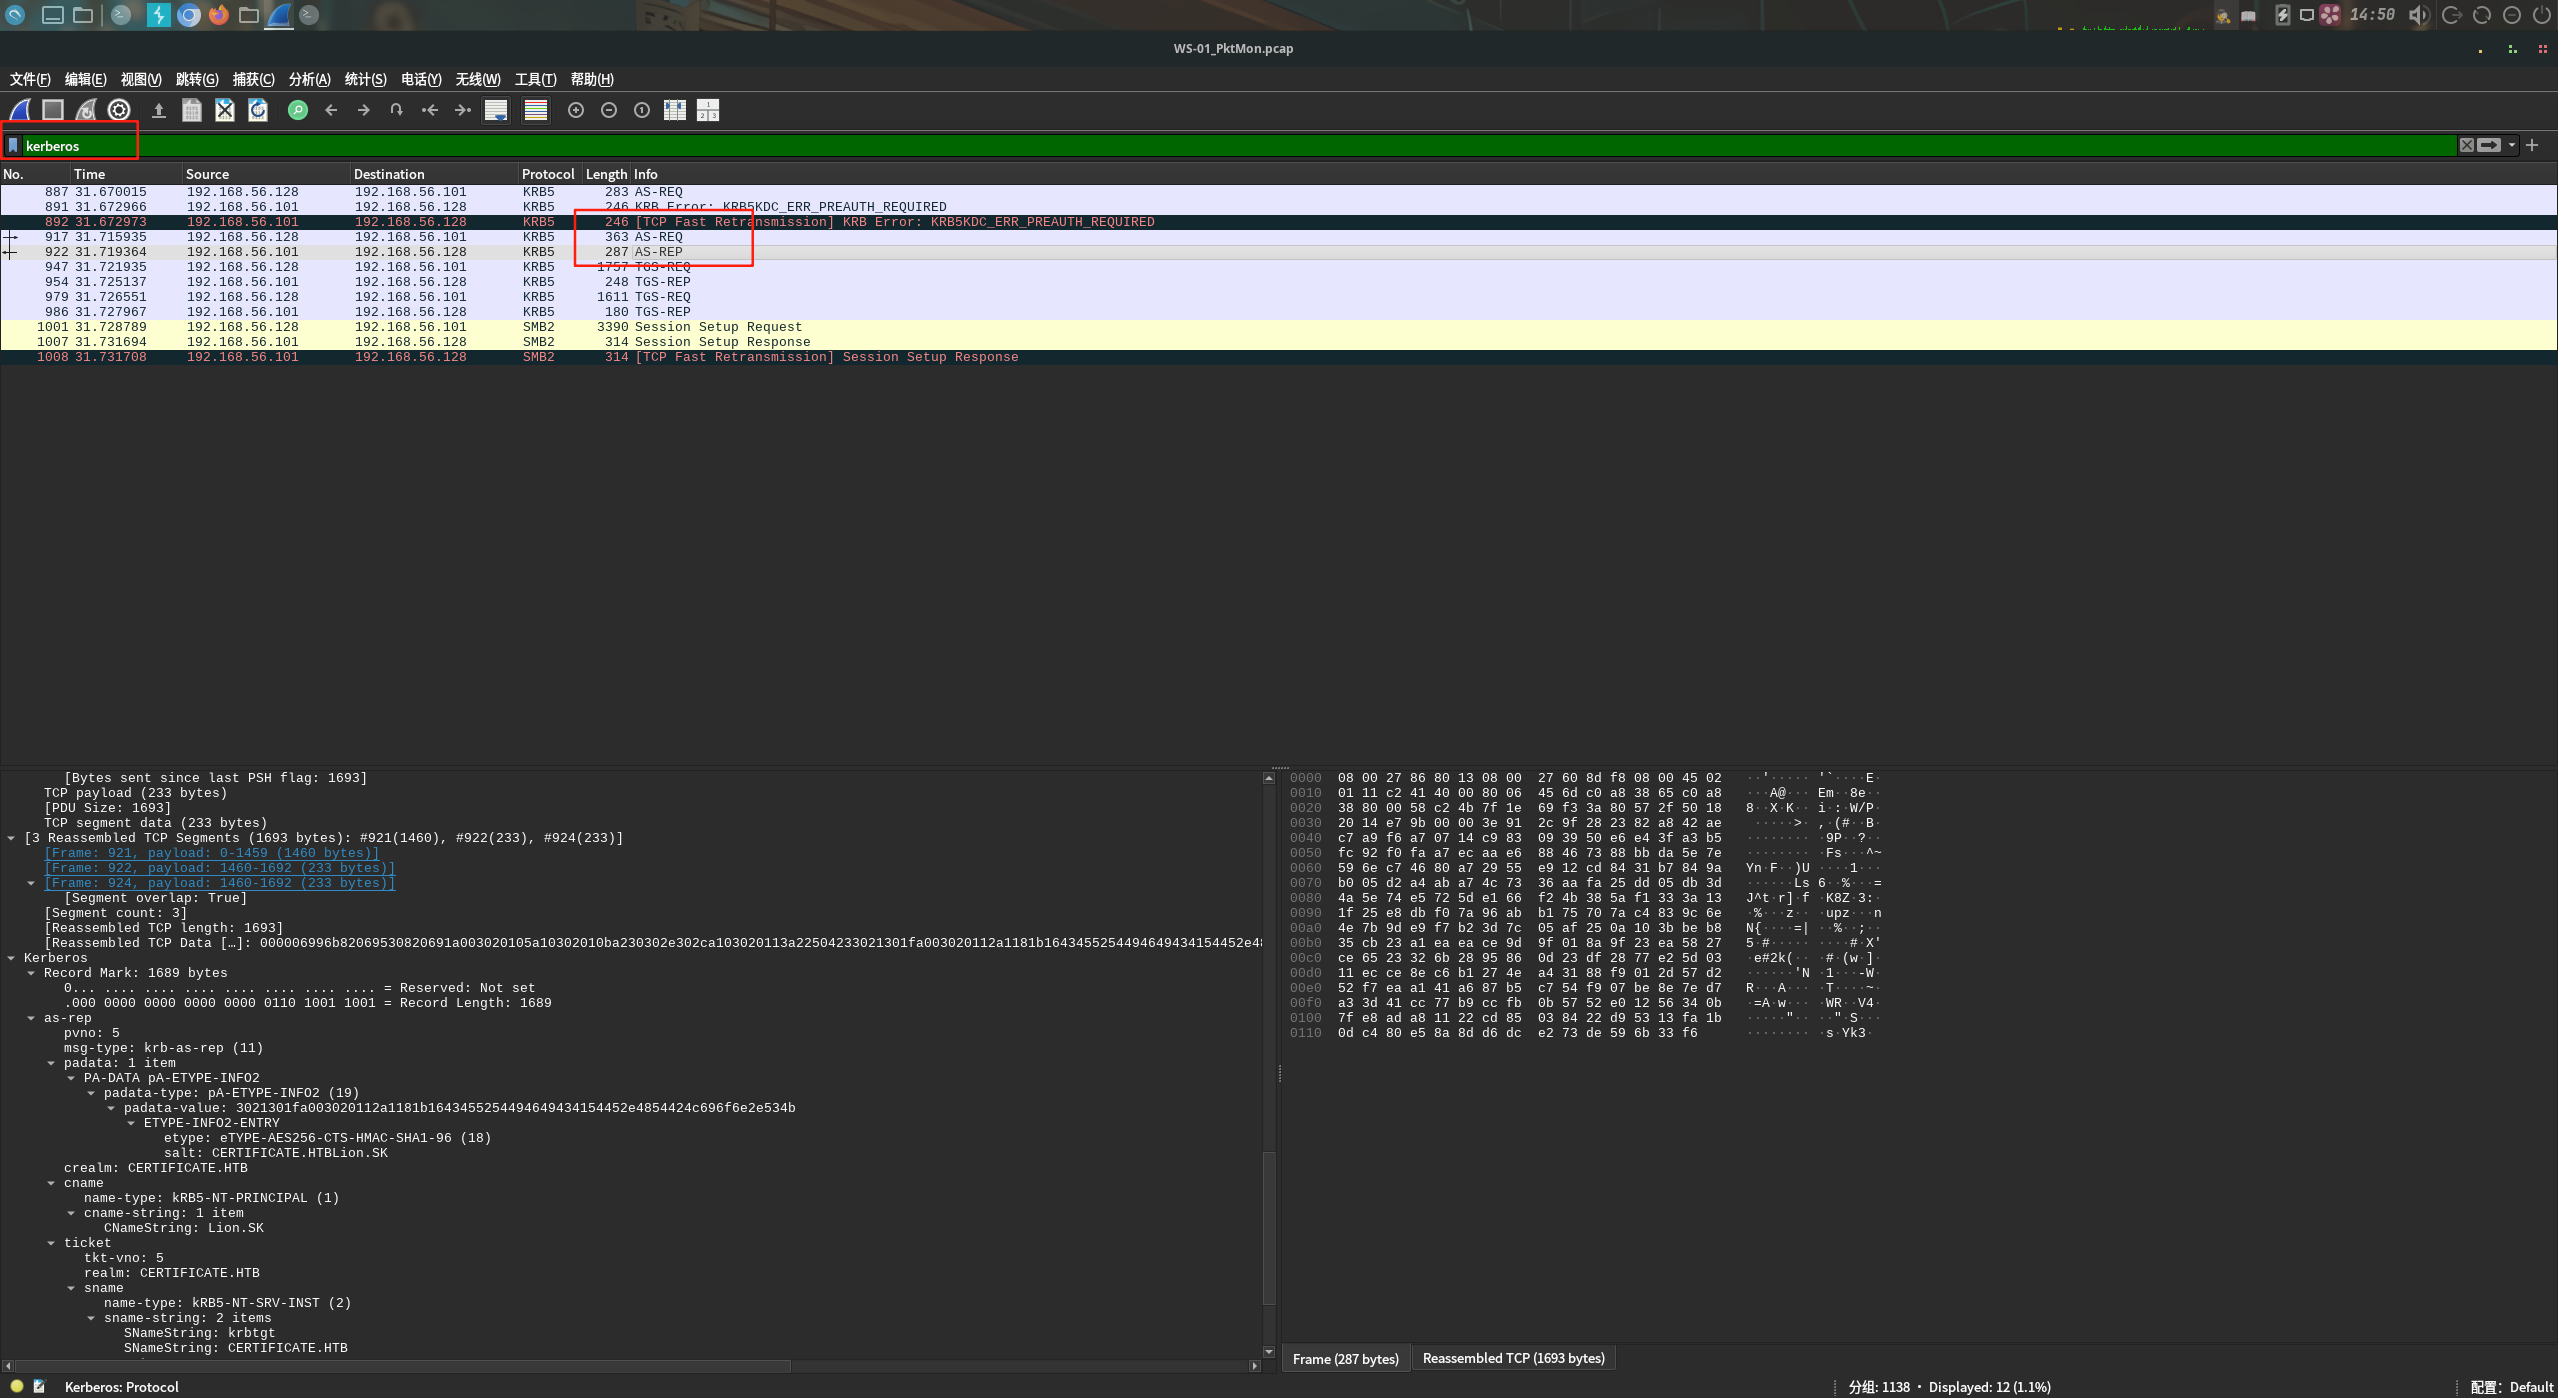 14:50
WS-01_PktMon.pcap
文件(F) 编辑(E) 视图(V) 跳转(G) 捕获(C) 分析(A) 统计(S) 电话(Y) 无线(W) 工具(T) 帮助(H)
kerberos
No. Time Source Destination Protocol Length Info
887 31.670015 192.168.56.128 192.168.56.101 KRB5 283 AS-REQ
891 31.672966 192.168.56.101 192.168.56.128 KRB5 246 KRB Error: KRB5KDC_ERR_PREAUTH_REQUIRED
892 31.672973 192.168.56.101 192.168.56.128 KRB5 246 [TCP Fast Retransmission] KRB Error: KRB5KDC_ERR_PREAUTH_REQUIRED
917 31.715935 192.168.56.128 192.168.56.101 KRB5 363 AS-REQ
922 31.719364 192.168.56.101 192.168.56.128 KRB5 287 AS-REP
947 31.721935 192.168.56.128 192.168.56.101 KRB5 1757 TGS-REQ
954 31.725137 192.168.56.101 192.168.56.128 KRB5 248 TGS-REP
979 31.726551 192.168.56.128 192.168.56.101 KRB5 1611 TGS-REQ
986 31.727967 192.168.56.101 192.168.56.128 KRB5 180 TGS-REP
1001 31.728789 192.168.56.128 192.168.56.101 SMB2 3390 Session Setup Request
1007 31.731694 192.168.56.101 192.168.56.128 SMB2 314 Session Setup Response
1008 31.731708 192.168.56.101 192.168.56.128 SMB2 314 [TCP Fast Retransmission] Session Setup Response
[Bytes sent since last PSH flag: 1693]
TCP payload (233 bytes)
[PDU Size: 1693]
TCP segment data (233 bytes)
[3 Reassembled TCP Segments (1693 bytes): #921(1460), #922(233), #924(233)]
[Frame: 921, payload: 0-1459 (1460 bytes)]
[Frame: 922, payload: 1460-1692 (233 bytes)]
[Frame: 924, payload: 1460-1692 (233 bytes)]
[Segment overlap: True]
[Segment count: 3]
[Reassembled TCP length: 1693]
[Reassembled TCP Data […]: 000006996b82069530820691a003020105a10302010ba230302e302ca103020113a22504233021301fa003020112a1181b164345525449464943415445​2e48
Kerberos
Record Mark: 1689 bytes
0... .... .... .... .... .... .... .... = Reserved: Not set
.000 0000 0000 0000 0000 0110 1001 1001 = Record Length: 1689
as-rep
pvno: 5
msg-type: krb-as-rep (11)
padata: 1 item
PA-DATA pA-ETYPE-INFO2
padata-type: pA-ETYPE-INFO2 (19)
padata-value: 3021301fa003020112a1181b1643455254494649434154452e4854424c696f6e2e534b
ETYPE-INFO2-ENTRY
etype: eTYPE-AES256-CTS-HMAC-SHA1-96 (18)
salt: CERTIFICATE.HTBLion.SK
crealm: CERTIFICATE.HTB
cname
name-type: kRB5-NT-PRINCIPAL (1)
cname-string: 1 item
CNameString: Lion.SK
ticket
tkt-vno: 5
realm: CERTIFICATE.HTB
sname
name-type: kRB5-NT-SRV-INST (2)
sname-string: 2 items
SNameString: krbtgt
SNameString: CERTIFICATE.HTB
0000 08 00 27 86 80 13 08 00 27 60 8d f8 08 00 45 02 ··'·····'`····E·
0010 01 11 c2 41 40 00 80 06 45 6d c0 a8 38 65 c0 a8 ···A@···Em··8e··
0020 38 80 00 58 c2 4b 7f 1e 69 f3 3a 80 57 2f 50 18 8··X·K··i·:·W/P·
0030 20 14 e7 9b 00 00 3e 91 2c 9f 28 23 82 a8 42 ae  ·····>·,·(#··B·
0040 c7 a9 f6 a7 07 14 c9 83 09 39 50 e6 e4 3f a3 b5 ·········9P··?··
0050 fc 92 f0 fa a7 ec aa e6 88 46 73 88 bb da 5e 7e ·········Fs···^~
0060 59 6e c7 46 80 a7 29 55 e9 12 cd 84 31 b7 84 9a Yn·F··)U····1···
0070 b0 05 d2 a4 ab a7 4c 73 36 aa fa 25 dd 05 db 3d ······Ls6··%···=
0080 4a 5e 74 e5 72 5d e1 66 f2 4b 38 5a f1 33 3a 13 J^t·r]·f·K8Z·3:·
0090 1f 25 e8 db f0 7a 96 ab b1 75 70 7a c4 83 9c 6e ·%···z···upz···n
00a0 4e 7b 9d e9 f7 b2 3d 7c 05 af 25 0a 10 3b be b8 N{····=|··%··;··
00b0 35 cb 23 a1 ea ea ce 9d 9f 01 8a 9f 23 ea 58 27 5·#·········#·X'
00c0 ce 65 23 32 6b 28 95 86 0d 23 df 28 77 e2 5d 03 ·e#2k(···#·(w·]·
00d0 11 ec ce 8e c6 b1 27 4e a4 31 88 f9 01 2d 57 d2 ······'N·1···-W·
00e0 52 f7 ea a1 41 a6 87 b5 c7 54 f9 07 be 8e 7e d7 R···A····T····~·
00f0 a3 3d 41 cc 77 b9 cc fb 0b 57 52 e0 12 56 34 0b ·=A·w····WR··V4·
0100 7f e8 ad a8 11 22 cd 85 03 84 22 d9 53 13 fa 1b ·····"····"·S···
0110 0d c4 80 e5 8a 8d d6 dc e2 73 de 59 6b 33 f6 ·········s·Yk3·
Frame (287 bytes) Reassembled TCP (1693 bytes)
Kerberos: Protocol 分组: 1138 · Displayed: 12 (1.1%) 配置: Default